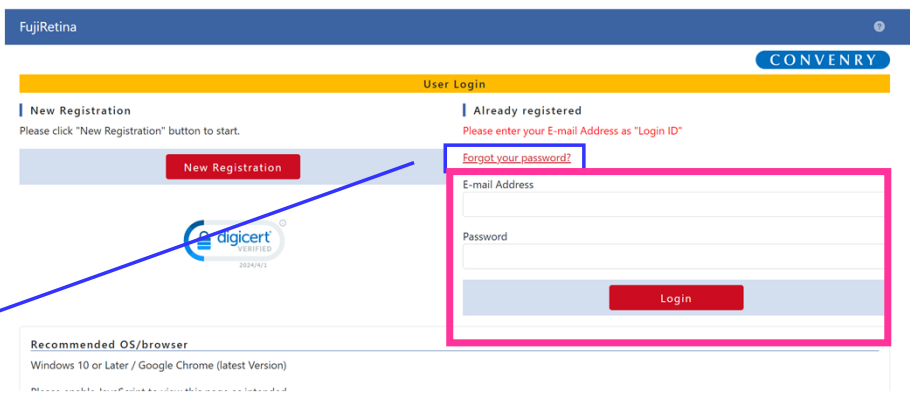 FujiRetina
?
CONVENRY
User Login
New Registration
Please click "New Registration" button to start.
New Registration
digicert
VERIFIED
2024/4/1
Already registered
Please enter your E-mail Address as "Login ID"
Forgot your password?
E-mail Address
Password
Login
Recommended OS/browser
Windows 10 or Later / Google Chrome (latest Version)